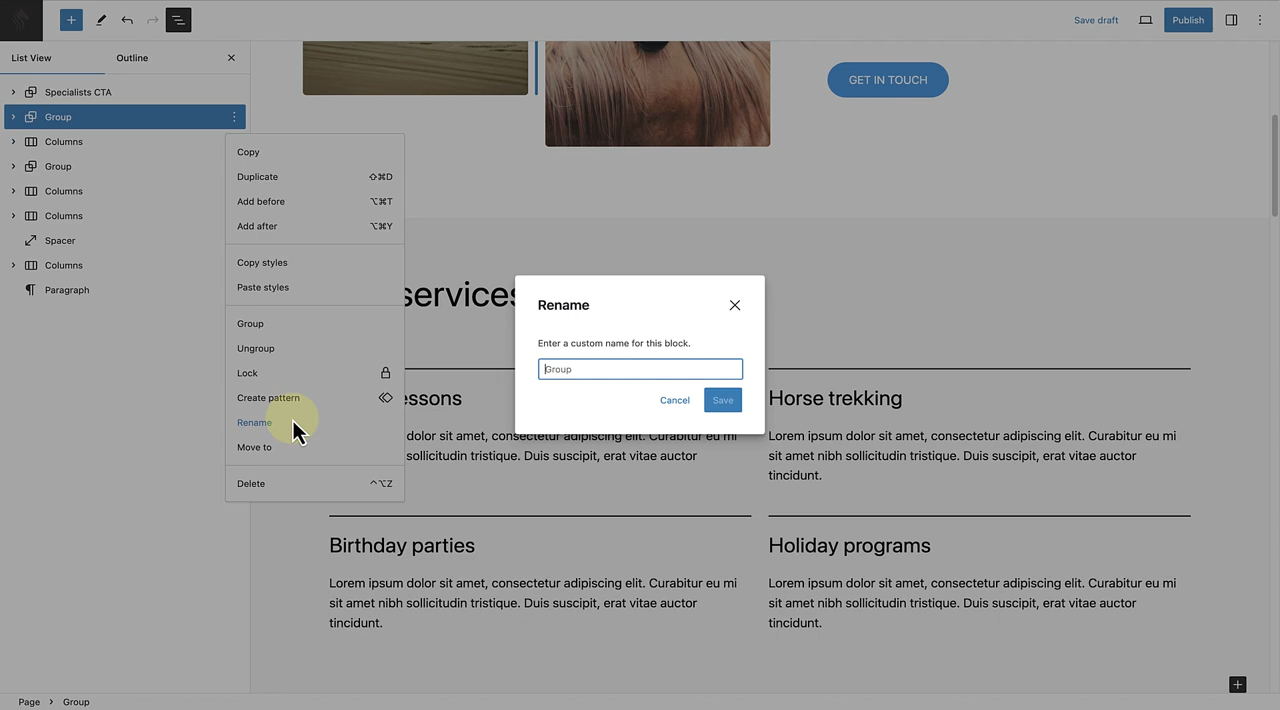 Save draft
Publish
List View
Outline
Specialists CTA
Group
Columns
Group
Columns
Columns
Spacer
Columns
Paragraph
Copy
Duplicate ⇧⌘D
Add before ⌥⌘T
Add after ⌥⌘Y
Copy styles
Paste styles
Group
Ungroup
Lock
Create pattern
Rename
Move to
Delete ^⌥Z
GET IN TOUCH
services
Rename
Enter a custom name for this block.
Group
Cancel
Save
essons
dolor sit amet, consectetur adipiscing elit. Curabitur eu mi
sollicitudin tristique. Duis suscipit, erat vitae auctor
Horse trekking
Lorem ipsum dolor sit amet, consectetur adipiscing elit. Curabitur eu mi
sit amet nibh sollicitudin tristique. Duis suscipit, erat vitae auctor
tincidunt.
Birthday parties
Lorem ipsum dolor sit amet, consectetur adipiscing elit. Curabitur eu mi
sit amet nibh sollicitudin tristique. Duis suscipit, erat vitae auctor
tincidunt.
Holiday programs
Lorem ipsum dolor sit amet, consectetur adipiscing elit. Curabitur eu mi
sit amet nibh sollicitudin tristique. Duis suscipit, erat vitae auctor
tincidunt.
Page > Group